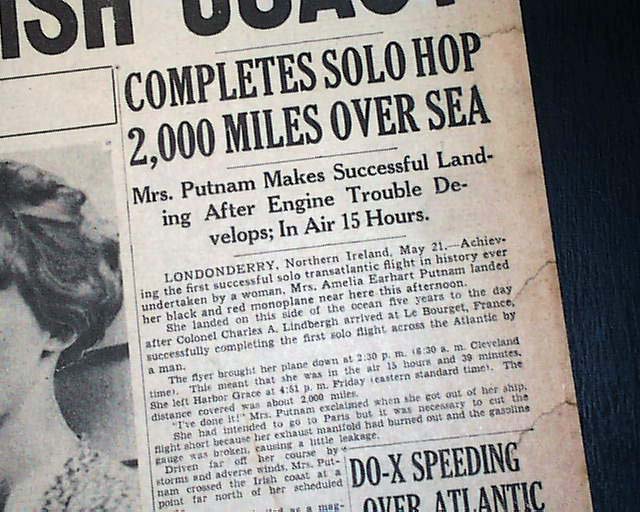 ISH COAST
COMPLETES SOLO HOP
2,000 MILES OVER SEA
Mrs. Putnam Makes Successful Land-
ing After Engine Trouble De-
velops; In Air 15 Hours.
LONDONDERRY, Northern Ireland, May 21.—Achiev-
ing the first successful solo transatlantic flight in history ever
undertaken by a woman, Mrs. Amelia Earhart Putnam landed
her black and red monoplane near here this afternoon.
She landed on this side of the ocean five years to the day
after Colonel Charles A. Lindbergh arrived at Le Bourget, France,
successfully completing the first solo flight across the Atlantic by
a man.
The flyer brought her plane down at 2:30 p. m. (8:30 a. m. Cleveland
time). This meant that she was in the air 15 hours and 39 minutes.
She left Harbor Grace at 4:51 p. m. Friday (eastern standard time). The
distance covered was about 2,000 miles.
"I've done it!" Mrs. Putnam exclaimed when she got out of her ship.
She had intended to go to Paris but it was necessary to cut the
flight short because her exhaust manifold had burned out and the gasoline
gauge was broken, causing a little leakage.
Driven far off her course by
storms and adverse winds, Mrs. Put-
nam crossed the Irish coast at a
point far north of her scheduled
as a mag-
DO-X SPEEDING
OVER ATLANTIC